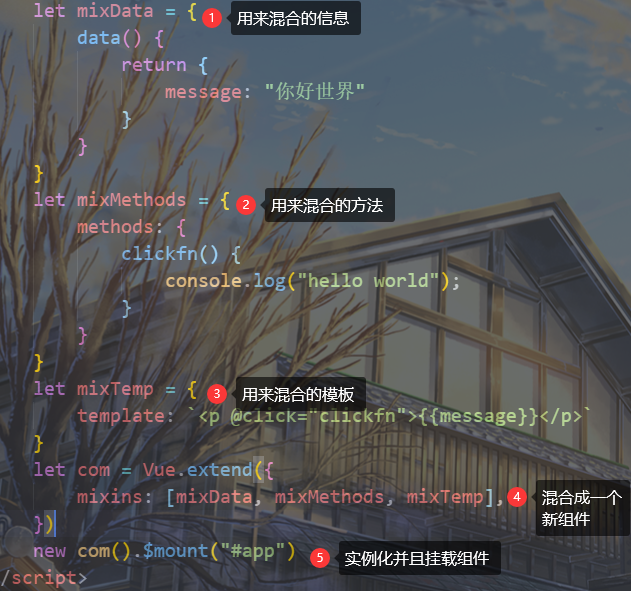 let mixData = { 1 用来混合的信息
data() {
return {
message: "你好世界"
}
}
}
let mixMethods = { 2 用来混合的方法
methods: {
clickfn() {
console.log("hello world");
}
}
}
let mixTemp = { 3 用来混合的模板
template: `<p @click="clickfn">{{message}}</p>`
}
let com = Vue.extend({
mixins: [mixData, mixMethods, mixTemp], 4 混合成一个
新组件
})
new com().$mount("#app") 5 实例化并且挂载组件
/script>